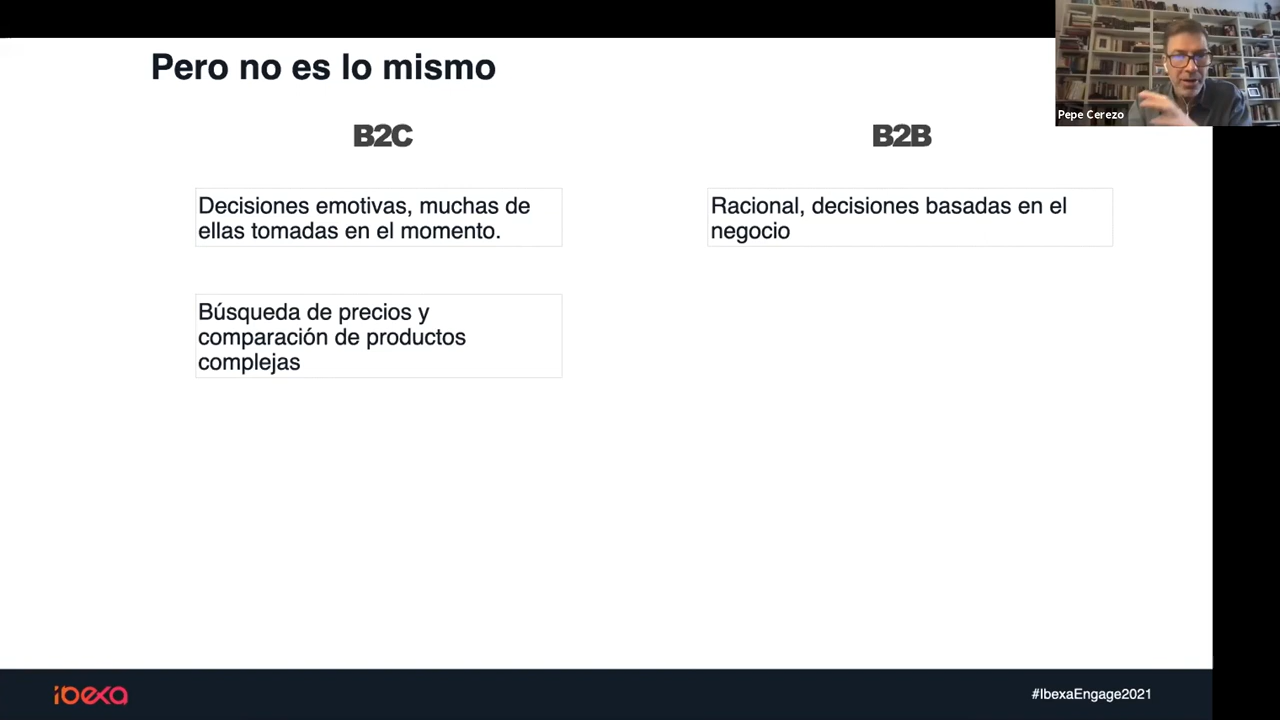 Pero no es lo mismo
Pepe Cerezo
B2C
B2B
Decisiones emotivas, muchas de
ellas tomadas en el momento.
Racional, decisiones basadas en el
negocio
Búsqueda de precios y
comparación de productos
complejas
ibexa
#IbexaEngage2021